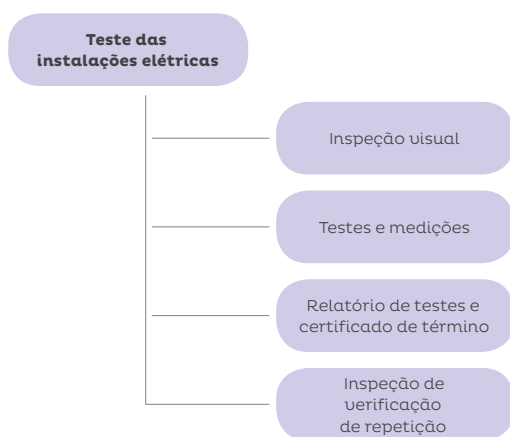 Teste das
instalações elétricas
Inspeção visual
Testes e medições
Relatório de testes e
certificado de término
Inspeção de
verificação
de repetição